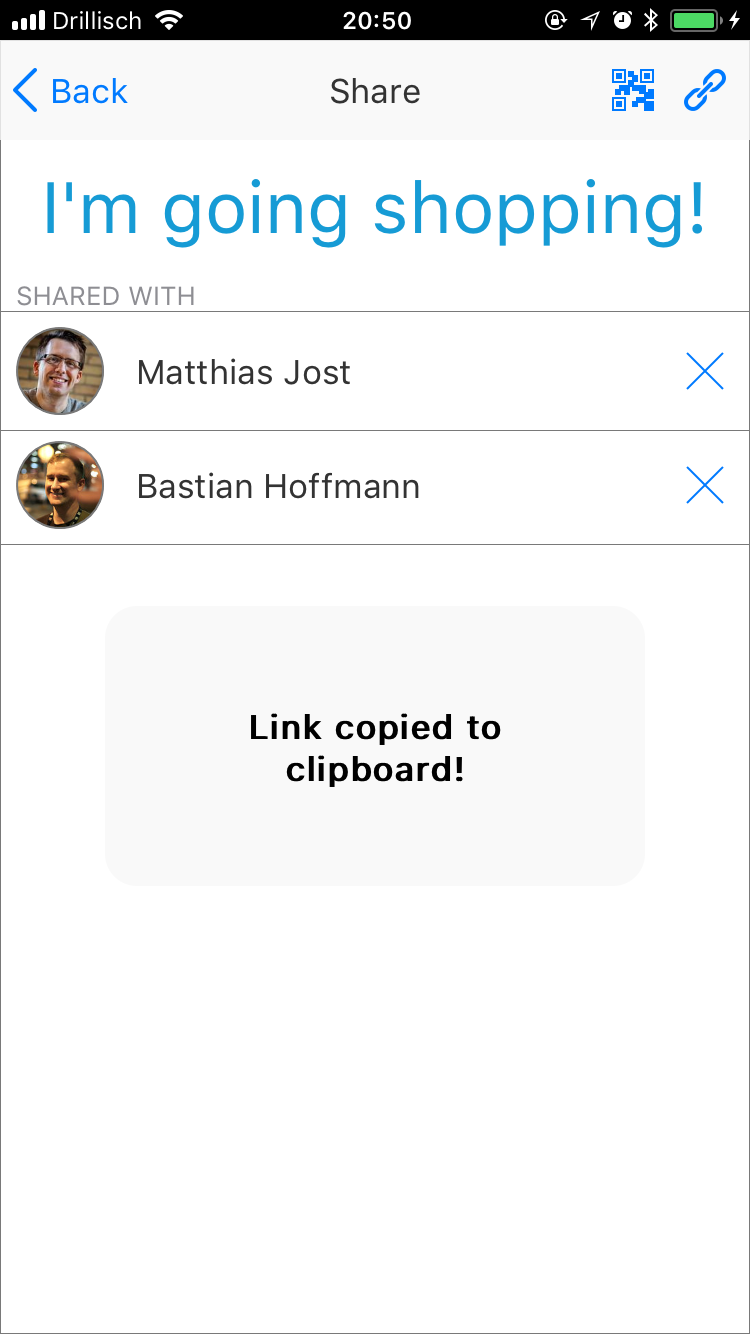 Drillisch 20:50
Back Share
I'm going shopping!
SHARED WITH
Matthias Jost
Bastian Hoffmann
Link copied to
clipboard!